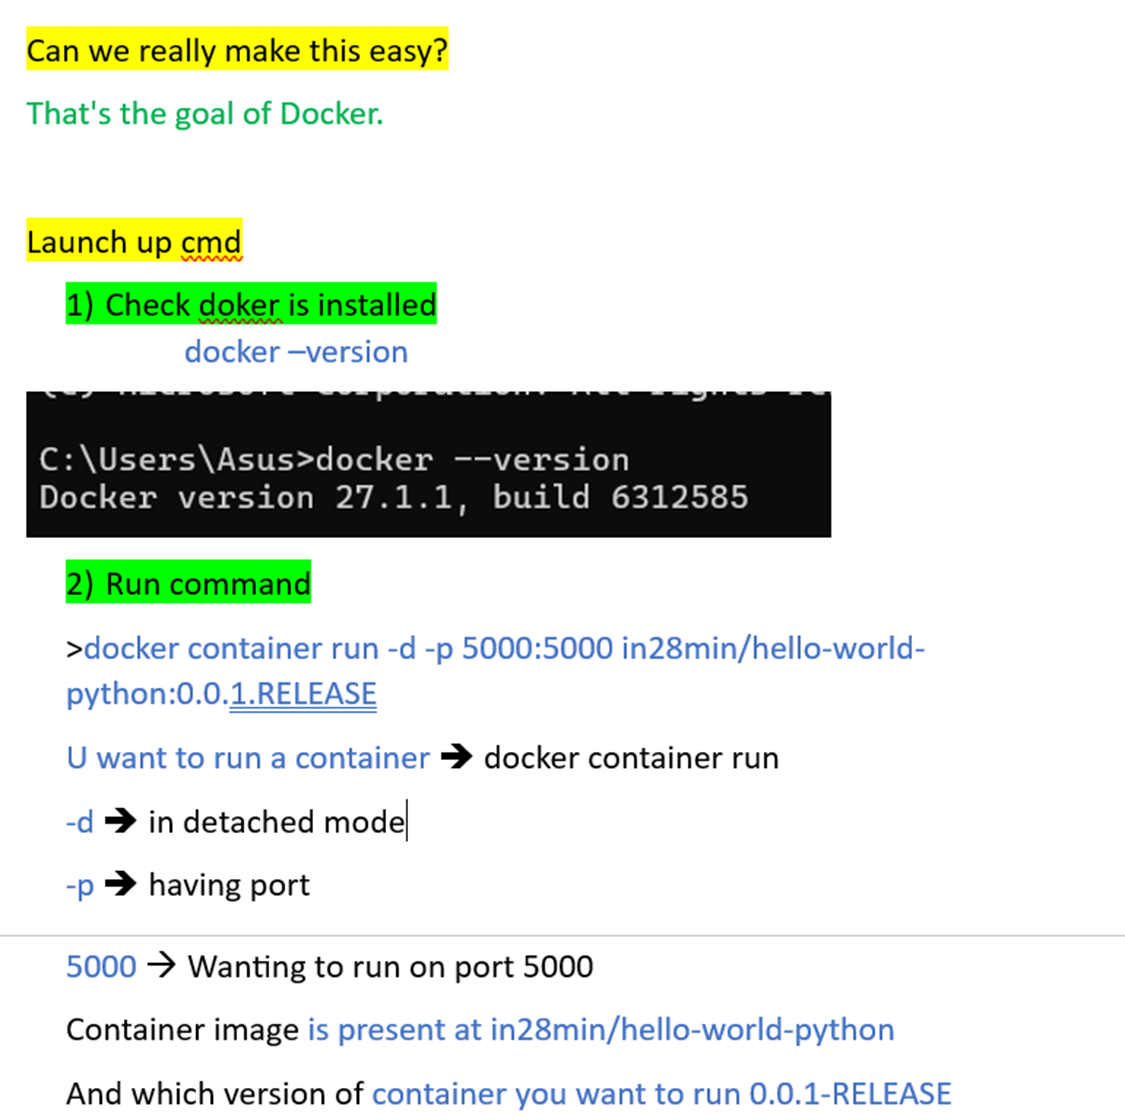 Can we really make this easy?
That's the goal of Docker.
Launch up cmd
1) Check doker is installed
docker –version
C:\Users\Asus>docker --version
Docker version 27.1.1, build 6312585
2) Run command
>docker container run -d -p 5000:5000 in28min/hello-world-
python:0.0.1.RELEASE
U want to run a container ➔ docker container run
-d ➔ in detached mode
-p ➔ having port
5000 → Wanting to run on port 5000
Container image is present at in28min/hello-world-python
And which version of container you want to run 0.0.1-RELEASE